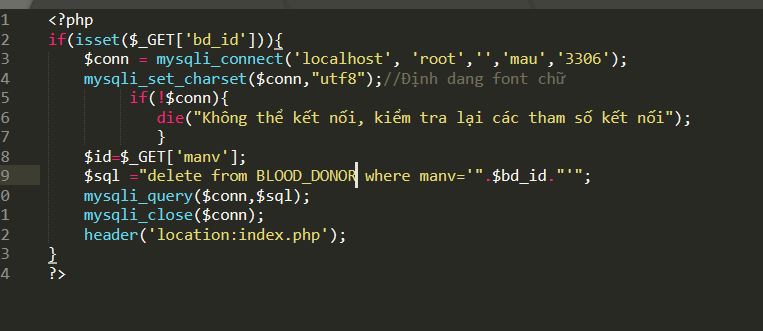 1 <?php
2 if(isset($_GET['bd_id'])){
3 $conn = mysqli_connect('localhost', 'root','','mau','3306');
4 mysqli_set_charset($conn,"utf8");//Định dang font chữ
5 if(!$conn){
6 die("Không thể kết nối, kiểm tra lại các tham số kết nối");
7 }
8 $id=$_GET['manv'];
9 $sql ="delete from BLOOD_DONOR where manv='".$bd_id."'";
0 mysqli_query($conn,$sql);
1 mysqli_close($conn);
2 header('location:index.php');
3 }
4 ?>